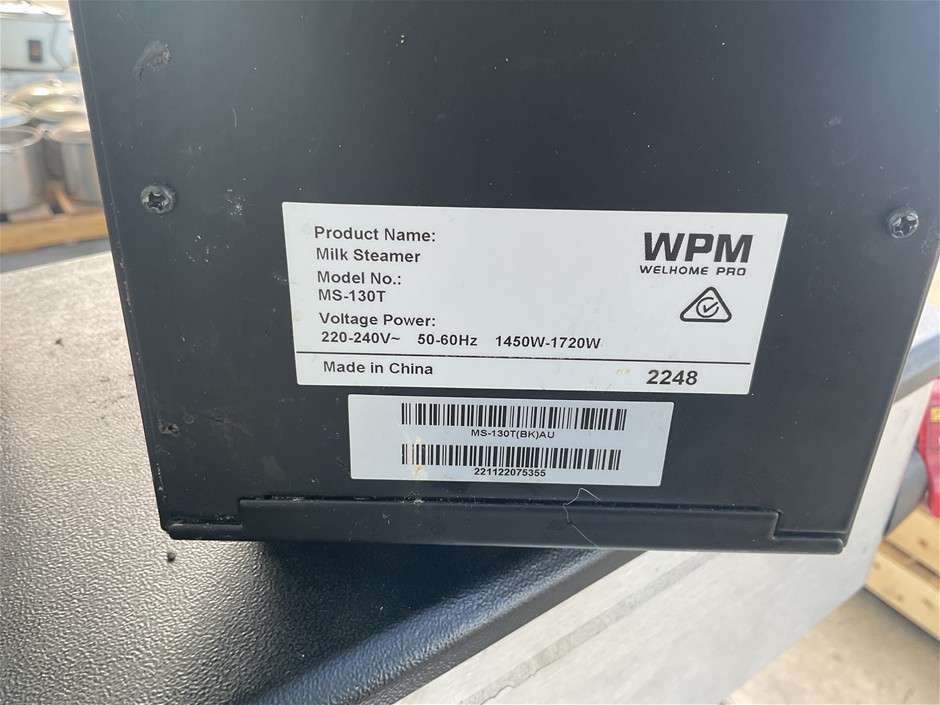 Product Name:
Milk Steamer
Model No.:
MS-130T
Voltage Power:
220-240V~ 50-60Hz 1450W-1720W
Made in China
WPM
WELHOME PRO
2248
MS-130T(BK)AU
221122075355